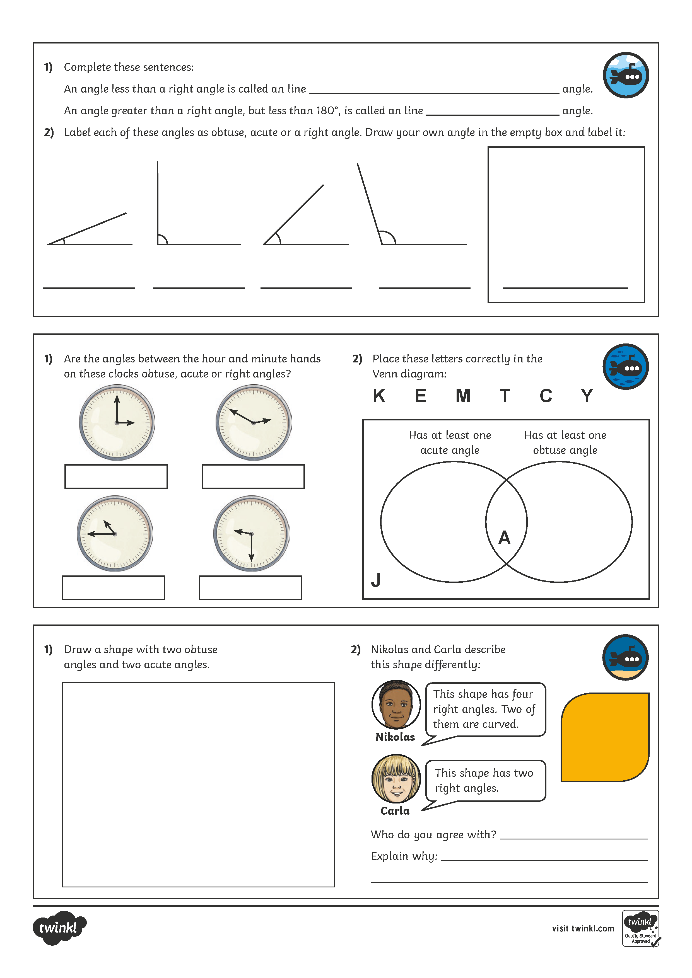 1) Complete these sentences:
An angle less than a right angle is called an line ______ angle.
An angle greater than a right angle, but less than 180°, is called an line ______ angle.
2) Label each of these angles as obtuse, acute or a right angle. Draw your own angle in the empty box and label it:
1) Are the angles between the hour and minute hands
on these clocks obtuse, acute or right angles?
2) Place these letters correctly in the
Venn diagram:
K E M T C Y
Has at least one
acute angle
Has at least one
obtuse angle
A
J
1) Draw a shape with two obtuse
angles and two acute angles.
2) Nikolas and Carla describe
this shape differently:
This shape has four
right angles. Two of
them are curved.
Nikolas
This shape has two
right angles.
Carla
Who do you agree with? ______
Explain why: ______
twinkl
visit twinkl.com
twinkl
Quality Standard
Approved